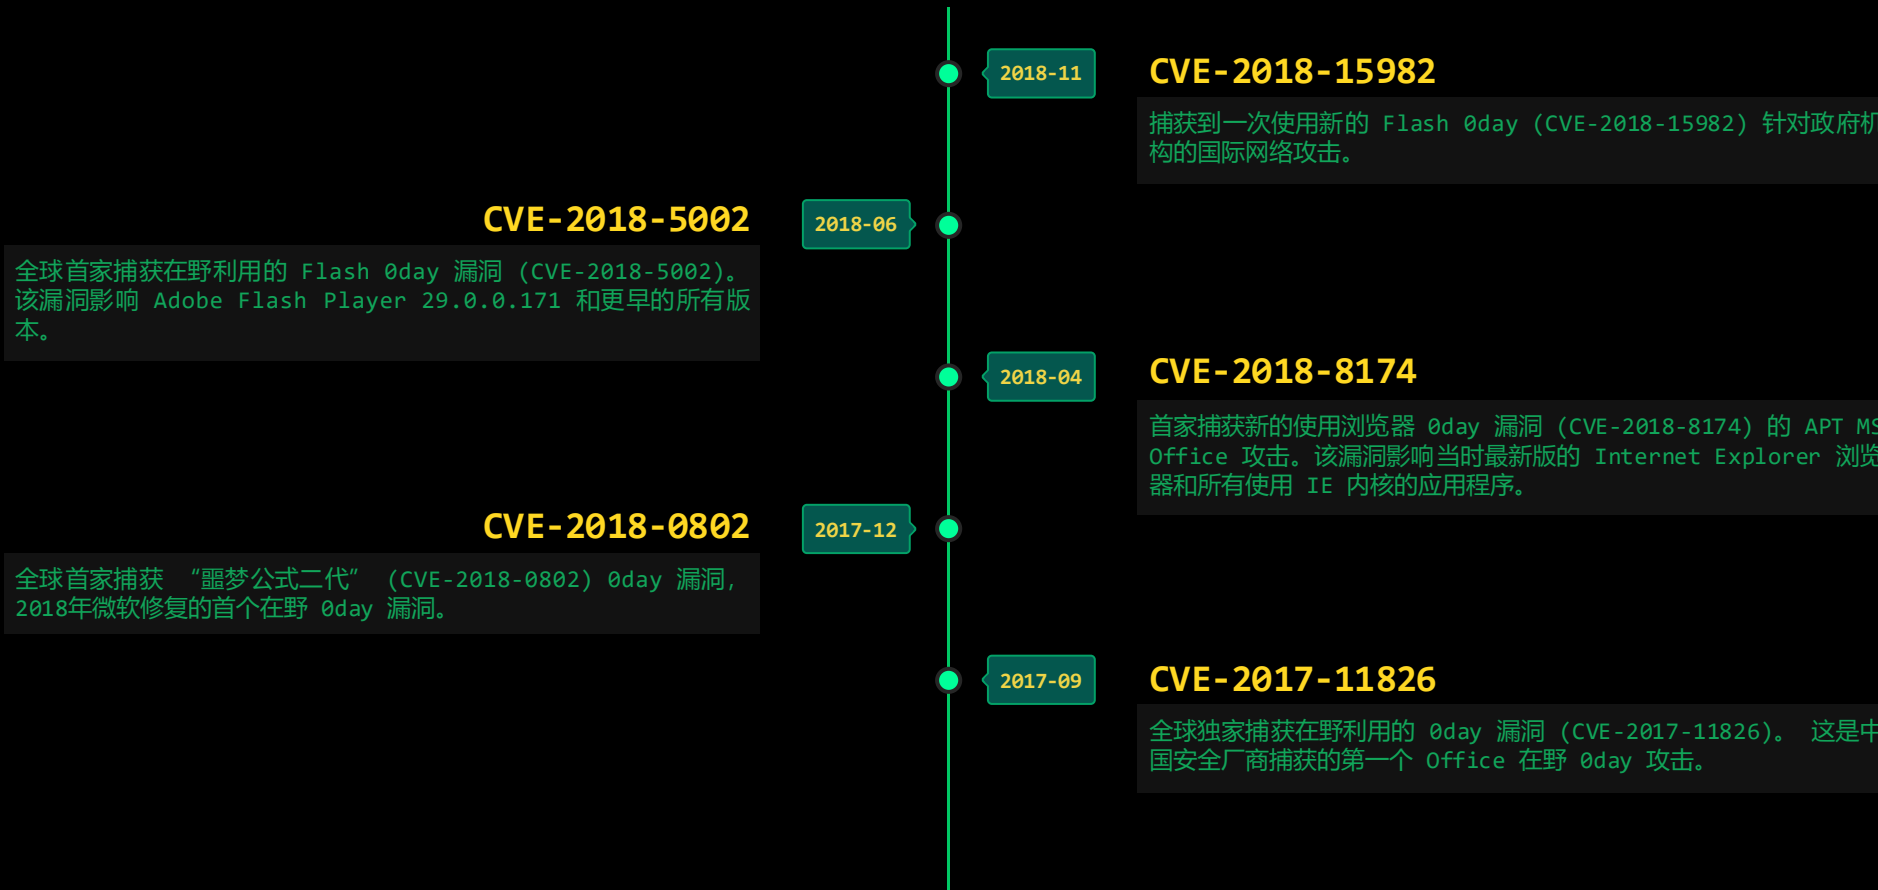 2018-11
CVE-2018-15982
捕获到一次使用新的 Flash 0day (CVE-2018-15982) 针对政府机
构的国际网络攻击。
CVE-2018-5002
2018-06
全球首家捕获在野利用的 Flash 0day 漏洞 (CVE-2018-5002)。
该漏洞影响 Adobe Flash Player 29.0.0.171 和更早的所有版
本。
2018-04
CVE-2018-8174
首家捕获新的使用浏览器 0day 漏洞 (CVE-2018-8174) 的 APT MS
Office 攻击。该漏洞影响当时最新版的 Internet Explorer 浏览
器和所有使用 IE 内核的应用程序。
CVE-2018-0802
2017-12
全球首家捕获 “噩梦公式二代” (CVE-2018-0802) 0day 漏洞,
2018年微软修复的首个在野 0day 漏洞。
2017-09
CVE-2017-11826
全球独家捕获在野利用的 0day 漏洞 (CVE-2017-11826)。 这是中
国安全厂商捕获的第一个 Office 在野 0day 攻击。